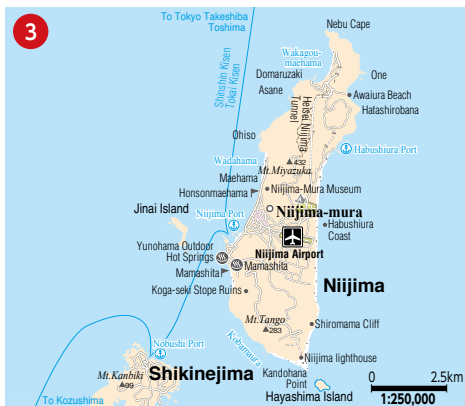 3
To Tokyo Takeshiba
Toshima
Nebu Cape
Shinshin Kisen
Tokai Kisen
Wakagou-
maehama
Domaruzaki
Asane
One
Awaiura Beach
Hatashirobana
Heisei Niijima
Tunnel
Ohiso
Habushiura Port
Wadahama
432
Mt.Miyazuka
Maehama
Honsonmaehama
Niijima-Mura Museum
Jinai Island
Niijima Port
Niijima-mura
Habushiura
Coast
Yunohama Outdoor
Hot Springs
Niijima Airport
Mamashita
Mamashita
Koga-seki Stope Ruins
Niijima
Mt.Tango
283
Shiromama Cliff
Kobamaura
Nobushi Port
Niijima lighthouse
Mt.Kanbiki
99
Shikinejima
Kandohana
Point
Hayashima Island
To Kozushima
0 2.5km
1:250,000